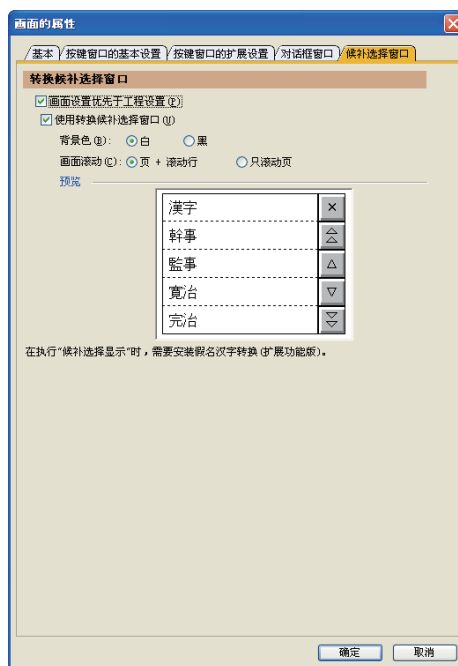 画面的属性
基本 按键窗口的基本设置 按键窗口的扩展设置 对话框窗口 候补选择窗口
转换候补选择窗口
画面设置优先于工程设置(P)
使用转换候补选择窗口(U)
背景色(B): 白 黑
画面滚动(C): 页 + 滚动行 只滚动页
预览
漢字
幹事
監事
寛治
完治
在执行“候补选择显示”时，需要安装假名汉字转换(扩展功能版)。
确定 取消